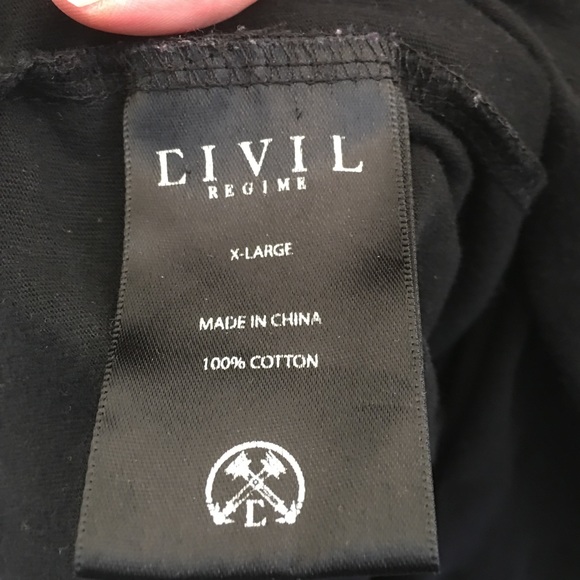 CIVIL
REGIME
X-LARGE
MADE IN CHINA
100% COTTON
C